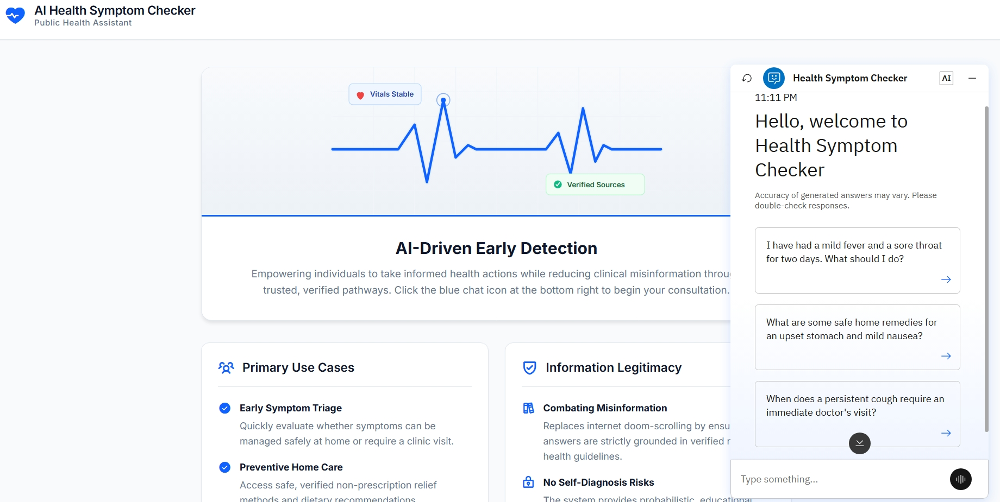 AI Health Symptom Checker
Public Health Assistant
Vitals Stable
Verified Sources
AI-Driven Early Detection
Empowering individuals to take informed health actions while reducing clinical misinformation
trusted, verified pathways. Click the blue chat icon at the bottom right to begin your consultation.
Primary Use Cases
Early Symptom Triage
Quickly evaluate whether symptoms can be
managed safely at home or require a clinic visit.
Preventive Home Care
Access safe, verified non-prescription relief
methods and dietary recommendations
Information Legitimacy
Combating Misinformation
Replaces internet doom-scrolling by
answers are strictly grounded in verified
health guidelines.
No Self-Diagnosis Risks
The system provides probabilistic, educational
Health Symptom Checker
AI
11:11 PM
Hello, welcome to
Health Symptom
Checker
Accuracy of generated answers may vary. Please
double-check responses.
I have had a mild fever and a sore throat
for two days. What should I do?
What are some safe home remedies for
an upset stomach and mild nausea?
When does a persistent cough require an
immediate doctor's visit?
Type something...